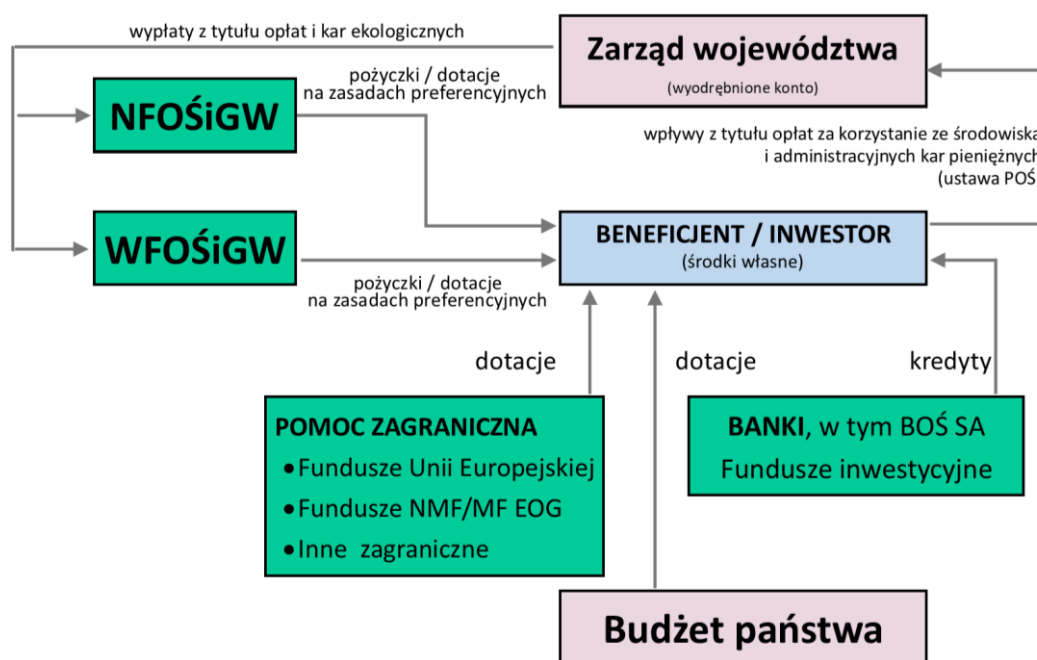 wypłaty z tytułu opłat i kar ekologicznych
Zarząd województwa
(wyodrębnione konto)
pożyczki / dotacje
na zasadach preferencyjnych
NFOŚiGW
wpływy z tytułu opłat za korzystanie ze środowiska
i administracyjnych kar pieniężnych
(ustawa POŚ
WFOŚiGW
BENEFICJENT / INWESTOR
(środki własne)
pożyczki / dotacje
na zasadach preferencyjnych
dotacje
dotacje
kredyty
POMOC ZAGRANICZNA
•Fundusze Unii Europejskiej
•Fundusze NMF/MF EOG
•Inne zagraniczne
BANKI, w tym BOŚ SA
Fundusze inwestycyjne
Budżet państwa